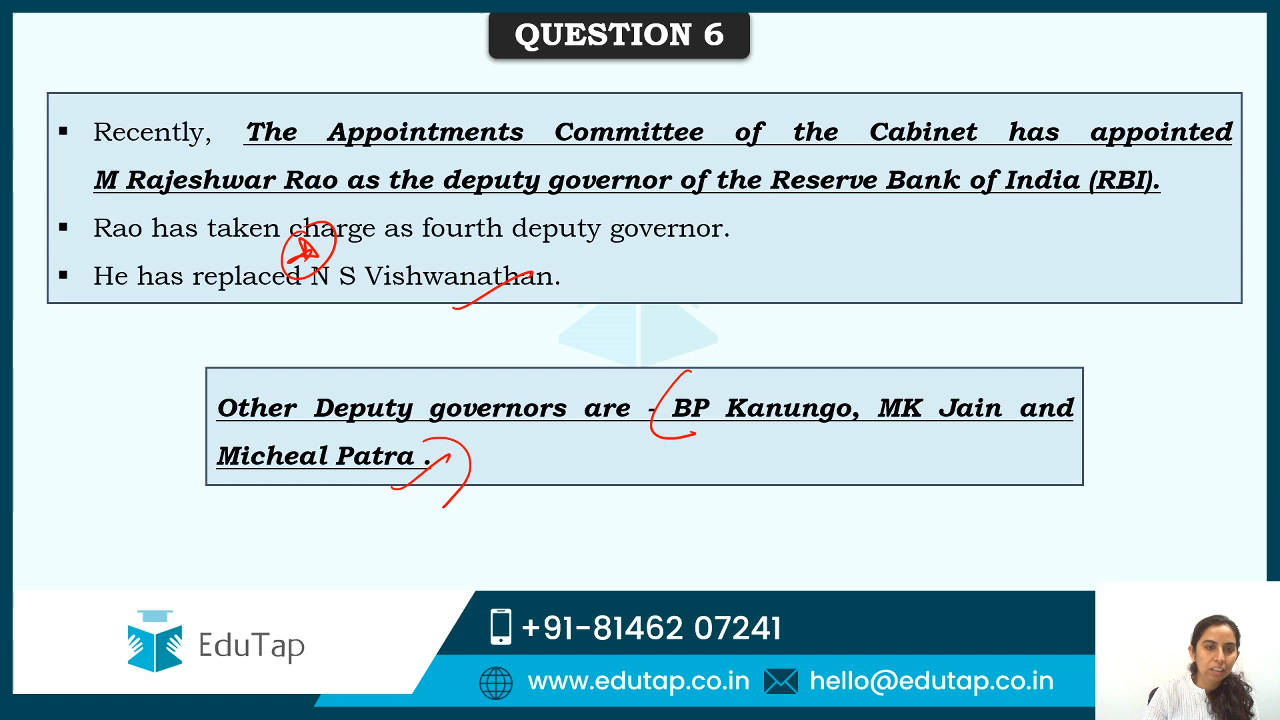 QUESTION 6
▪ Recently, The Appointments Committee of the Cabinet has appointed
M Rajeshwar Rao as the deputy governor of the Reserve Bank of India (RBI).
▪ Rao has taken charge as fourth deputy governor.
▪ He has replaced N S Vishwanathan.
Other Deputy governors are - BP Kanungo, MK Jain and
Micheal Patra .
EduTap
+91-81462 07241
www.edutap.co.in hello@edutap.co.in